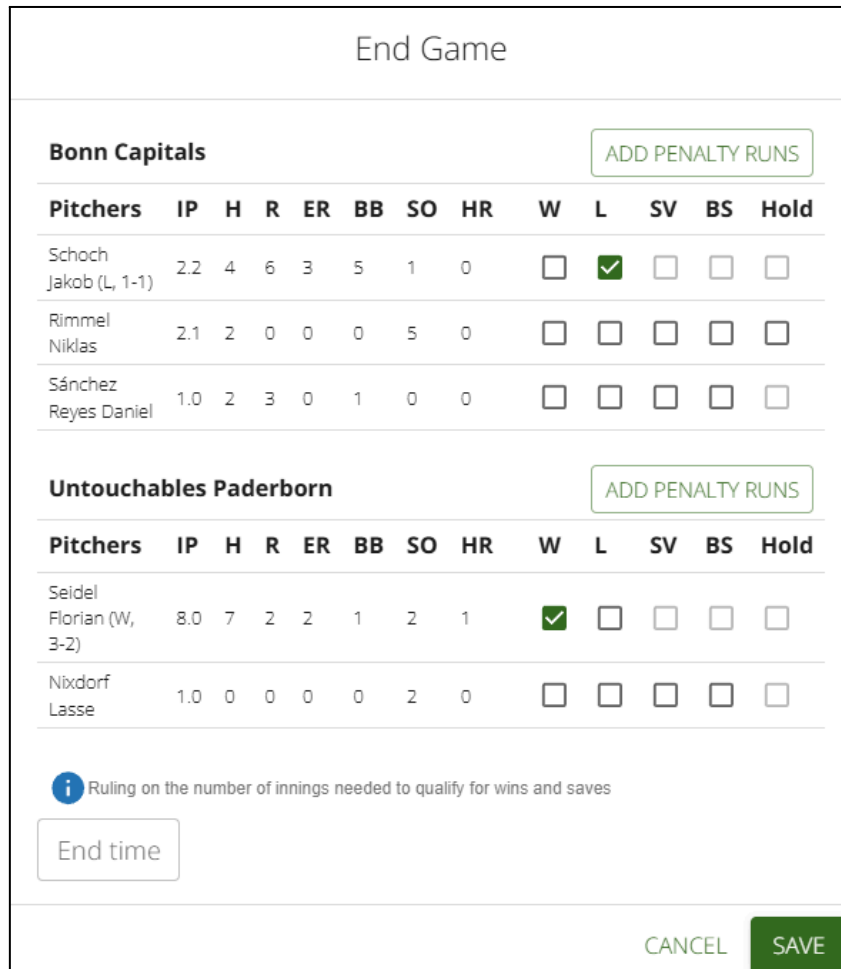 End Game
Bonn Capitals ADD PENALTY RUNS
Pitchers IP H R ER BB SO HR W L SV BS Hold
Schoch
Jakob (L, 1-1) 2.2 4 6 3 5 1 0
Rimmel
Niklas 2.1 2 0 0 0 5 0
Sánchez
Reyes Daniel 1.0 2 3 0 1 0 0
Untouchables Paderborn ADD PENALTY RUNS
Pitchers IP H R ER BB SO HR W L SV BS Hold
Seidel
Florian (W, 8.0 7 2 2 1 2 1
3-2)
Nixdorf
Lasse 1.0 0 0 0 0 2 0
i Ruling on the number of innings needed to qualify for wins and saves
End time
CANCEL SAVE